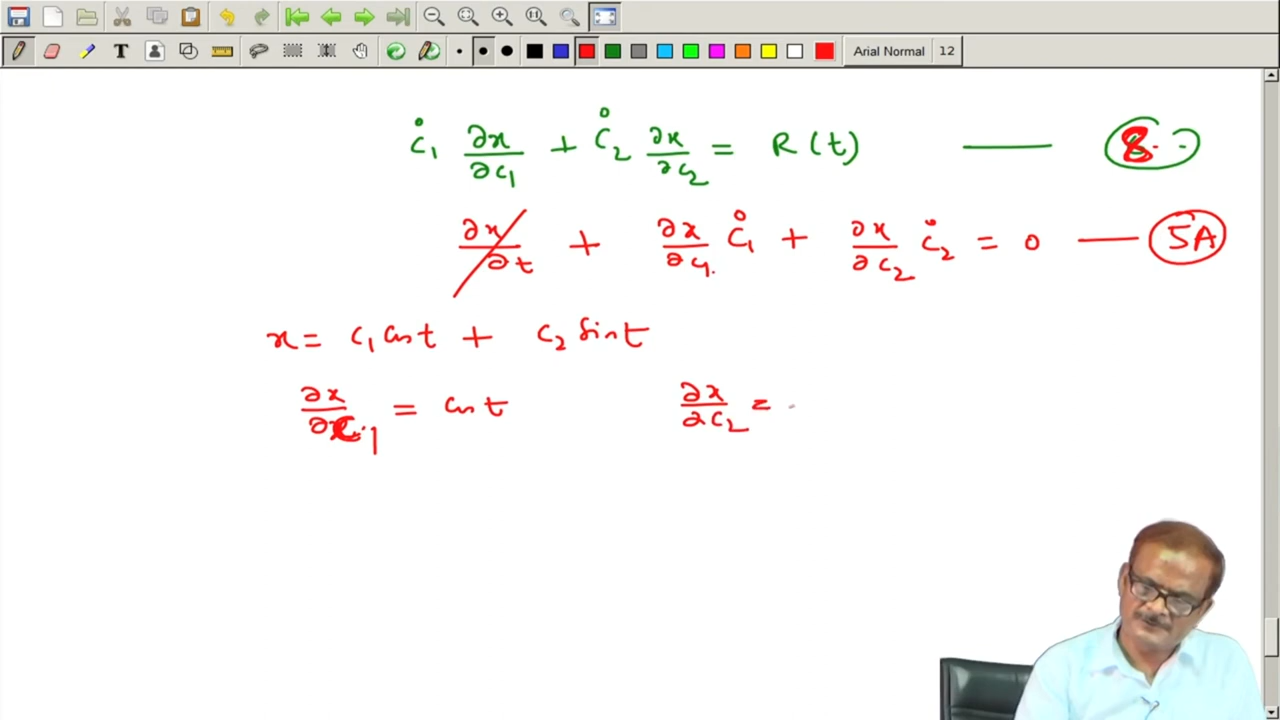 T Arial Normal 12
ċ₁ ∂x/∂c₁ + ċ₂ ∂x/∂c₂ = R(t) —— 8
∂x/∂t + ∂x/∂c₁ ċ₁ + ∂x/∂c₂ ċ₂ = 0 —— 5A
x = c₁ cos t + c₂ sin t
∂x/∂c₁ = cos t ∂x/∂c₂ =